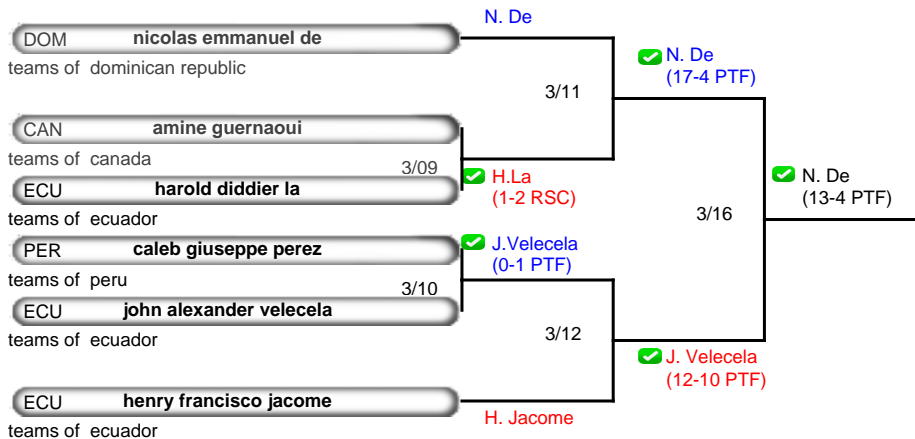 N. De
DOM nicolas emmanuel de
teams of dominican republic
N. De
(17-4 PTF)
3/11
CAN amine guernaoui
teams of canada
3/09
H.La
(1-2 RSC)
ECU harold diddier la
teams of ecuador
N. De
(13-4 PTF)
3/16
PER caleb giuseppe perez
teams of peru
J.Velecela
(0-1 PTF)
3/10
ECU john alexander velecela
teams of ecuador
3/12
J. Velecela
(12-10 PTF)
ECU henry francisco jacome
teams of ecuador
H. Jacome